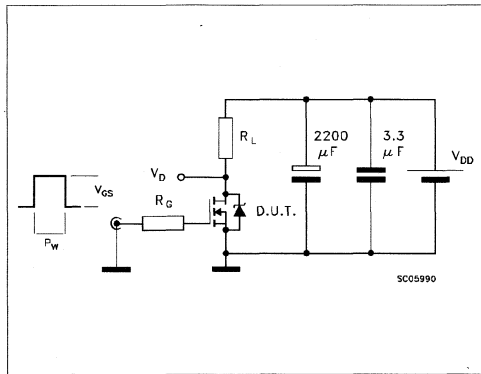 R_L
2200
μF
3.3
μF
V_DD
V_D
V_GS
R_G
D.U.T.
P_W
SC05990